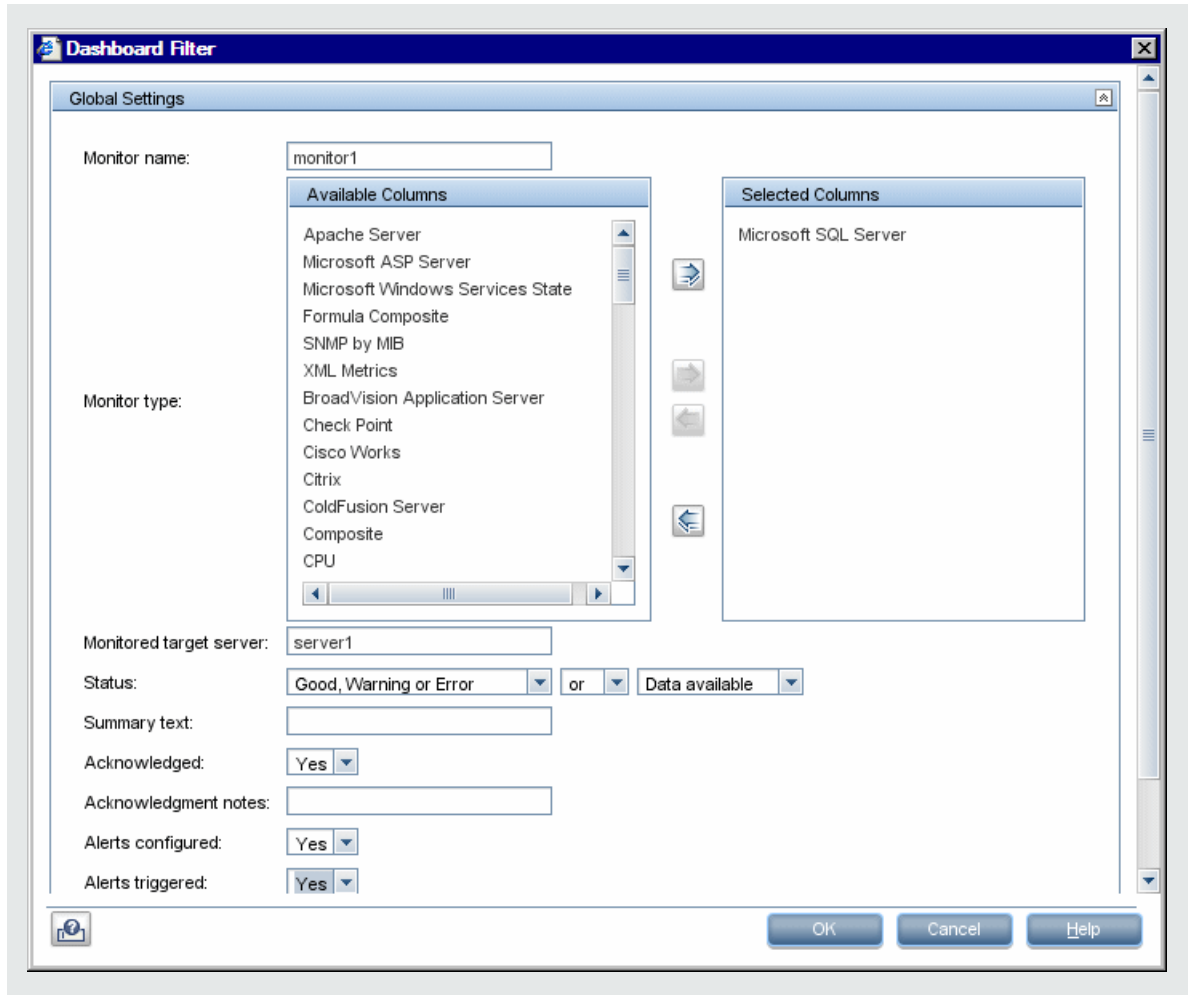 Dashboard Filter
Global Settings
Monitor name: monitor1
Available Columns
Selected Columns
Apache Server
Microsoft SQL Server
Microsoft ASP Server
Microsoft Windows Services State
Formula Composite
SNMP by MIB
XML Metrics
Monitor type:
BroadVision Application Server
Check Point
Cisco Works
Citrix
ColdFusion Server
Composite
CPU
Monitored target server: server1
Status: Good, Warning or Error or Data available
Summary text:
Acknowledged: Yes
Acknowledgment notes:
Alerts configured: Yes
Alerts triggered: Yes
OK Cancel Help